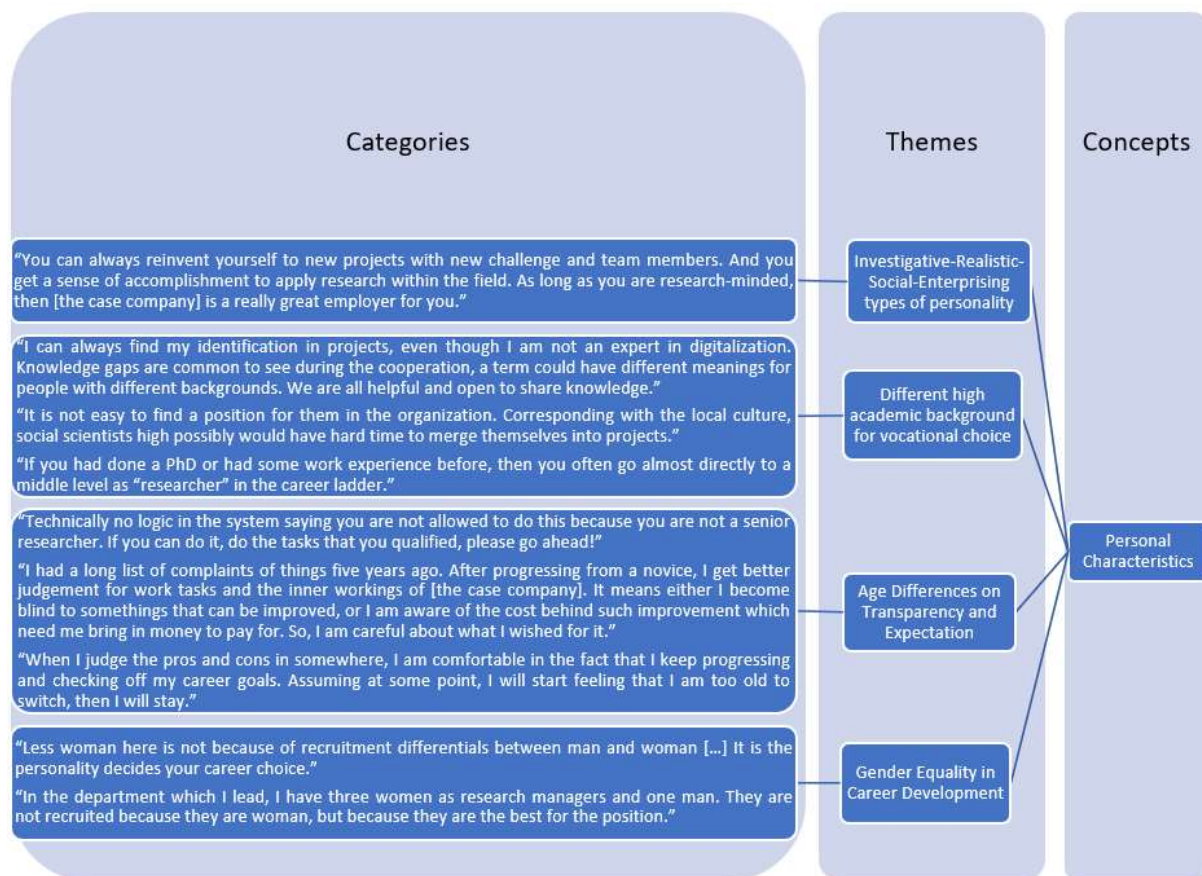 Categories
Themes
Concepts
“You can always reinvent yourself to new projects with new challenge and team members. And you
get a sense of accomplishment to apply research within the field. As long as you are research-minded,
then [the case company] is a really great employer for you.”
Investigative-Realistic-
Social-Enterprising
types of personality
“I can always find my identification in projects, even though I am not an expert in digitalization.
Knowledge gaps are common to see during the cooperation, a term could have different meanings for
people with different backgrounds. We are all helpful and open to share knowledge.”
“It is not easy to find a position for them in the organization. Corresponding with the local culture,
social scientists high possibly would have hard time to merge themselves into projects.”
“If you had done a PhD or had some work experience before, then you often go almost directly to a
middle level as “researcher” in the career ladder.”
Different high
academic background
for vocational choice
“Technically no logic in the system saying you are not allowed to do this because you are not a senior
researcher. If you can do it, do the tasks that you qualified, please go ahead!”
“I had a long list of complaints of things five years ago. After progressing from a novice, I get better
judgement for work tasks and the inner workings of [the case company]. It means either I become
blind to somethings that can be improved, or I am aware of the cost behind such improvement which
need me bring in money to pay for. So, I am careful about what I wished for it.”
“When I judge the pros and cons in somewhere, I am comfortable in the fact that I keep progressing
and checking off my career goals. Assuming at some point, I will start feeling that I am too old to
switch, then I will stay.”
Age Differences on
Transparency and
Expectation
Personal
Characteristics
“Less woman here is not because of recruitment differentials between man and woman […] It is the
personality decides your career choice.”
“In the department which I lead, I have three women as research managers and one man. They are
not recruited because they are woman, but because they are the best for the position.”
Gender Equality in
Career Development